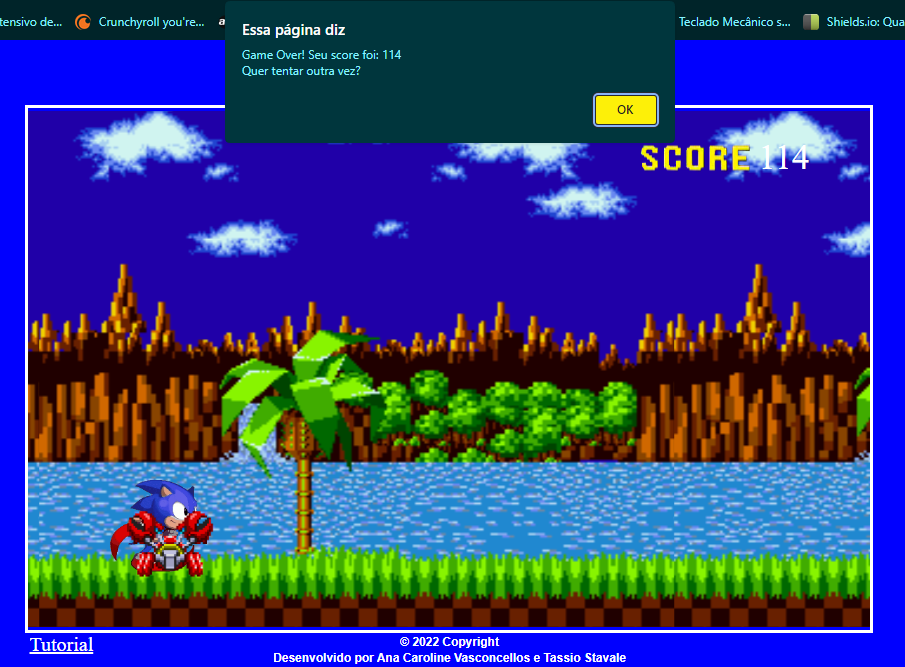 tensivo de...
Crunchyroll you're...
a
Teclado Mecânico s...
Shields.io: Qua
Essa página diz
Game Over! Seu score foi: 114
Quer tentar outra vez?
OK
SCORE 114
Tutorial
© 2022 Copyright
Desenvolvido por Ana Caroline Vasconcellos e Tassio Stavale